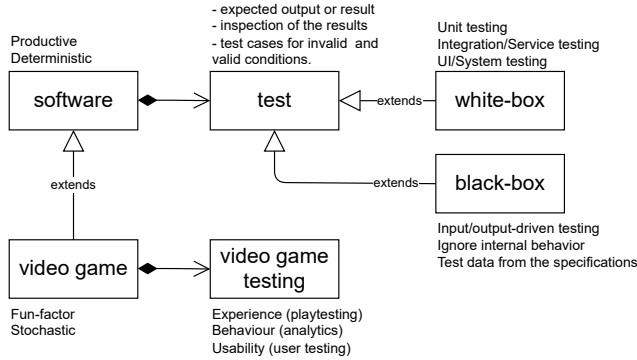 - expected output or result
- inspection of the results
- test cases for invalid and
valid conditions.
Productive
Deterministic
Unit testing
Integration/Service testing
UI/System testing
software
test
extends
white-box
extends
extends
black-box
Input/output-driven testing
Ignore internal behavior
Test data from the specifications
video game
video game
testing
Fun-factor
Stochastic
Experience (playtesting)
Behaviour (analytics)
Usability (user testing)